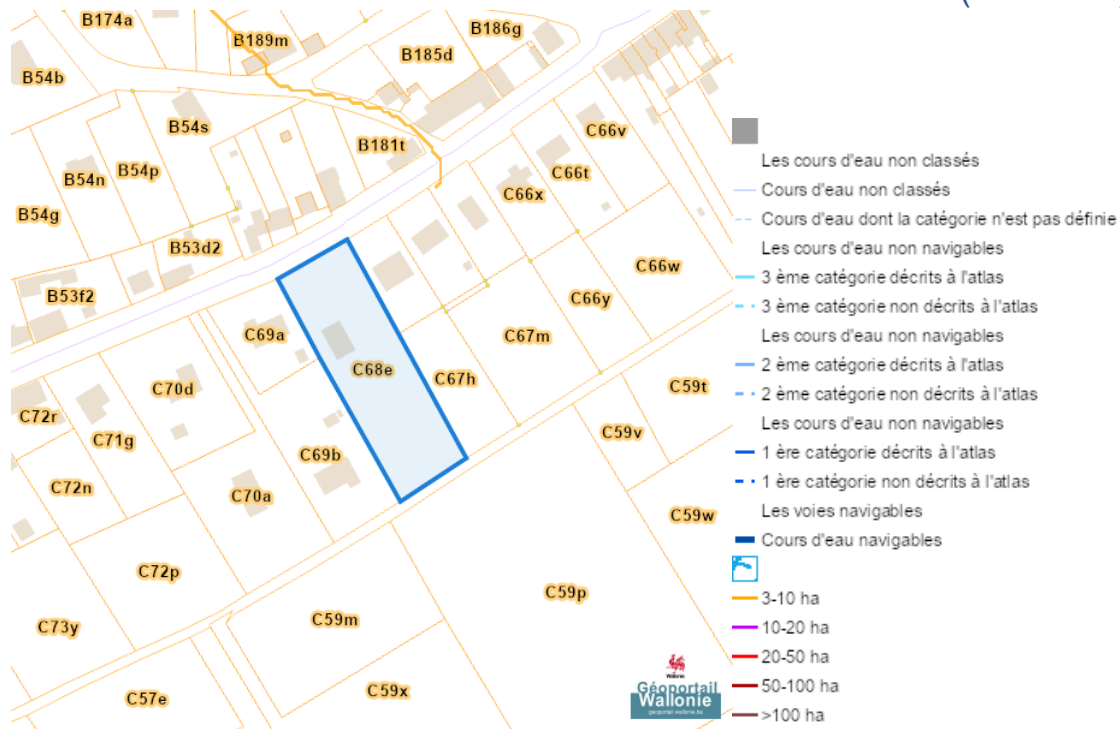 B174a
B189m
B186g
B185d
B54b
B54s
C66v
B181t
B54p
C66t
B54n
C66x
B54g
B53d2
C66w
B53f2
C66y
C69a
C67m
C68e
C67h
C59t
C70d
C72r
C71g
C59v
C69b
C72n
C70a
C59w
C72p
C59p
C59m
C73y
C59x
C57e
Wallonie
Géoportail
Wallonie
geoportail.wallonie.be
Les cours d'eau non classés
Cours d'eau non classés
Cours d'eau dont la catégorie n'est pas définie
Les cours d'eau non navigables
3 ème catégorie décrits à l'atlas
3 ème catégorie non décrits à l'atlas
Les cours d'eau non navigables
2 ème catégorie décrits à l'atlas
2 ème catégorie non décrits à l'atlas
Les cours d'eau non navigables
1 ère catégorie décrits à l'atlas
1 ère catégorie non décrits à l'atlas
Les voies navigables
Cours d'eau navigables
3-10 ha
10-20 ha
20-50 ha
50-100 ha
>100 ha